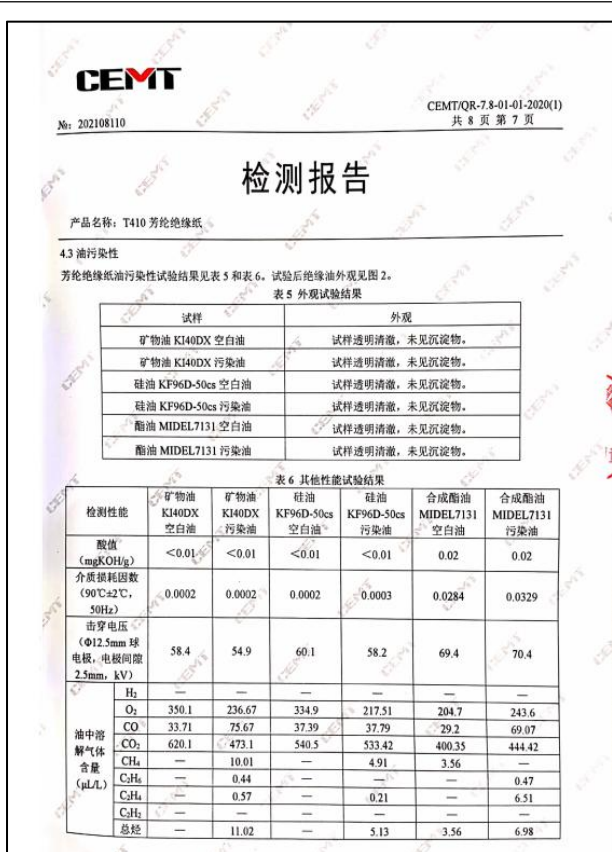 CEMT
CEMT/QR-7.8-01-01-2020(1)
№: 202108110
共 8 页 第 7 页
检测报告
产品名称: T410 芳纶绝缘纸
4.3 油污染性
芳纶绝缘纸油污染性试验结果见表 5 和表 6。试验后绝缘油外观见图 2。
表 5 外观试验结果
试样 外观
矿物油 KI40DX 空白油 试样透明清澈，未见沉淀物。
矿物油 KI40DX 污染油 试样透明清澈，未见沉淀物。
硅油 KF96D-50cs 空白油 试样透明清澈，未见沉淀物。
硅油 KF96D-50cs 污染油 试样透明清澈，未见沉淀物。
酯油 MIDEL7131 空白油 试样透明清澈，未见沉淀物。
酯油 MIDEL7131 污染油 试样透明清澈，未见沉淀物。
表 6 其他性能试验结果
检测性能 矿物油 KI40DX 空白油 矿物油 KI40DX 污染油 硅油 KF96D-50cs 空白油 硅油 KF96D-50cs 污染油 合成酯油 MIDEL7131 空白油 合成酯油 MIDEL7131 污染油
酸值 (mgKOH/g) <0.01 <0.01 <0.01 <0.01 0.02 0.02
介质损耗因数 (90℃±2℃, 50Hz) 0.0002 0.0002 0.0002 0.0003 0.0284 0.0329
击穿电压 (Φ12.5mm 球电极，电极间隙 2.5mm, kV) 58.4 54.9 60.1 58.2 69.4 70.4
油中溶解气体含量 (μL/L)
H₂ — — — — — —
O₂ 350.1 236.67 334.9 217.51 204.7 243.6
CO 33.71 75.67 37.39 37.79 29.2 69.07
CO₂ 620.1 473.1 540.5 533.42 400.35 444.42
CH₄ — 10.01 — 4.91 3.56 —
C₂H₆ — 0.44 — — — 0.47
C₂H₄ — 0.57 — 0.21 — 6.51
C₂H₂ — — — — — —
总烃 — 11.02 — 5.13 3.56 6.98